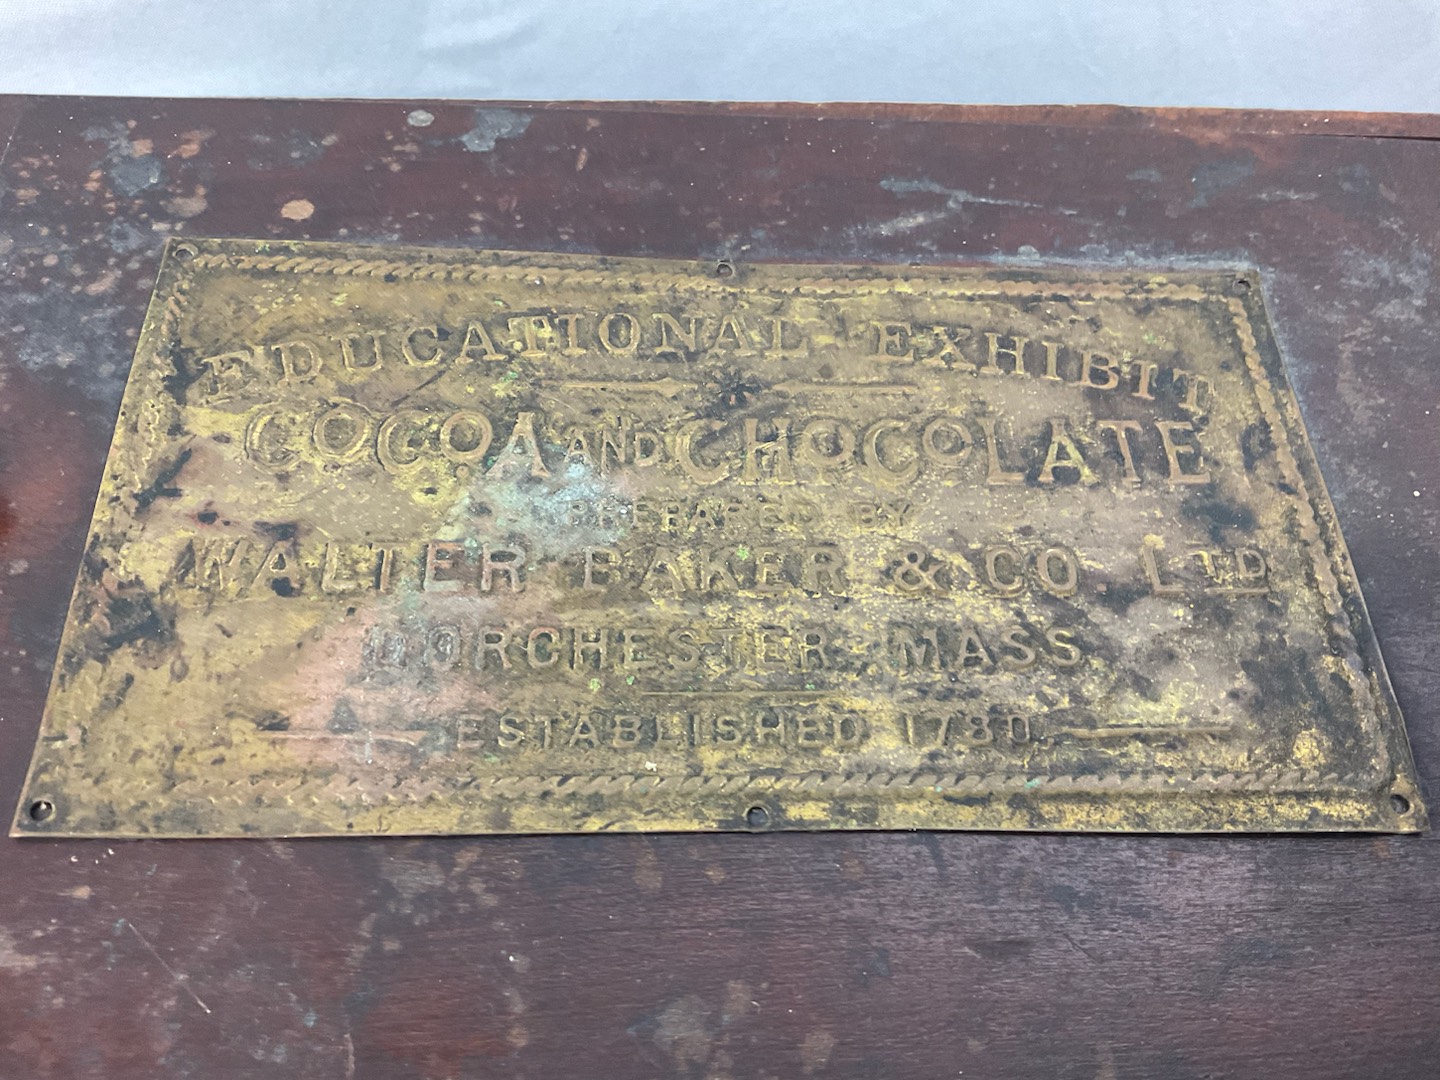 EDUCATIONAL EXHIBIT
COCOA AND CHOCOLATE
PREPARED BY
WALTER BAKER & CO. LTD
DORCHESTER MASS
ESTABLISHED 1780